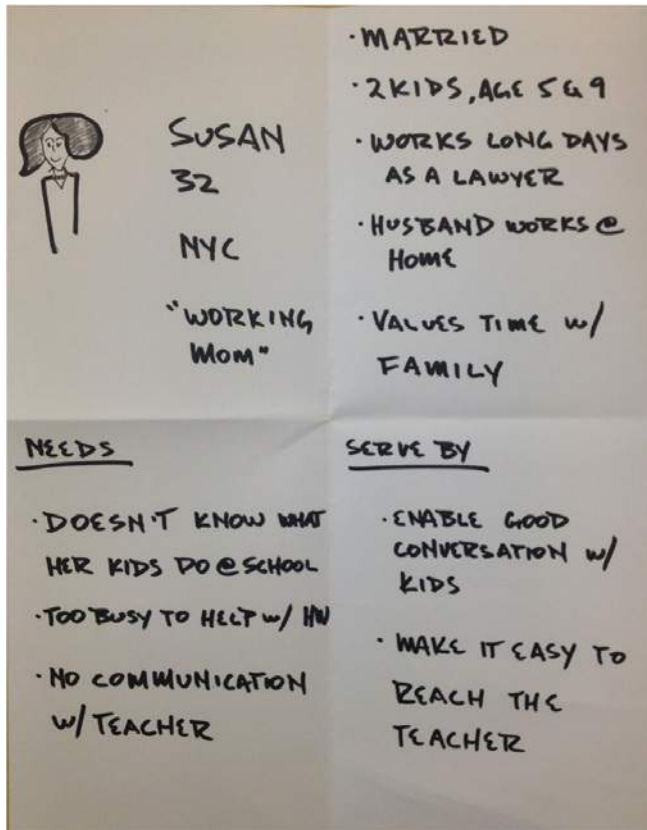 SUSAN
32
NYC
"WORKING
MOM"
·MARRIED
·2 KIDS, AGE 5 & 9
·WORKS LONG DAYS
AS A LAWYER
·HUSBAND WORKS @
HOME
·VALUES TIME w/
FAMILY
NEEDS
·DOESN'T KNOW WHAT
HER KIDS DO @ SCHOOL
·TOO BUSY TO HELP w/ HW
·NO COMMUNICATION
w/ TEACHER
SERVE BY
·ENABLE GOOD
CONVERSATION w/
KIDS
·MAKE IT EASY TO
REACH THE
TEACHER